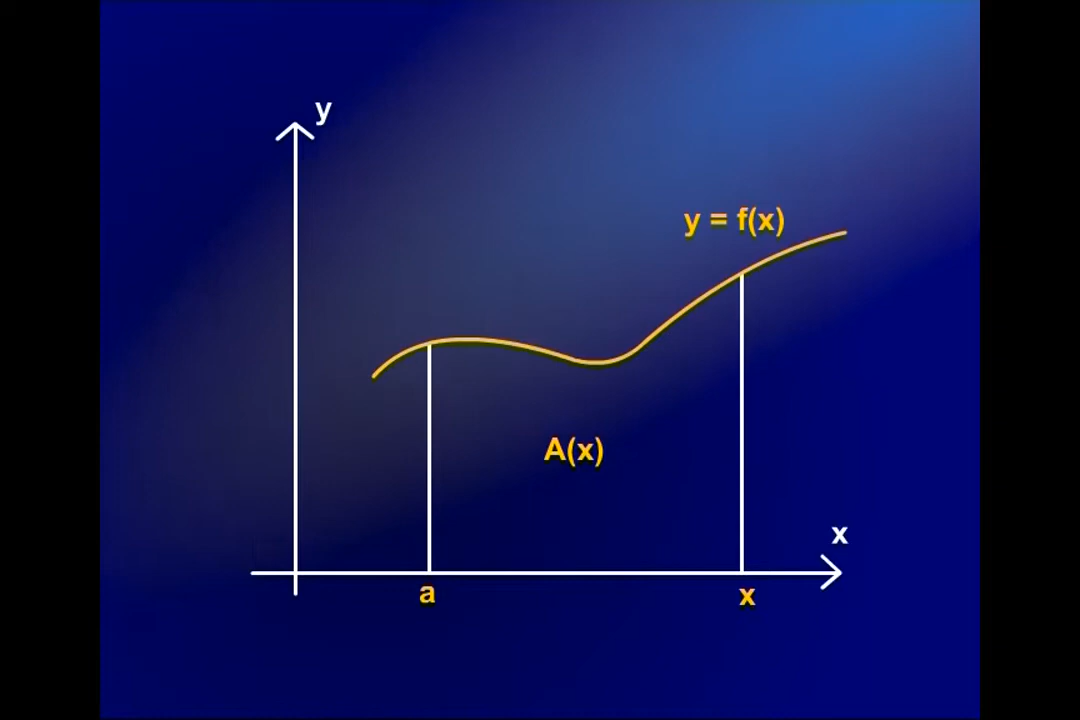 y
y = f(x)
A(x)
x
a
x